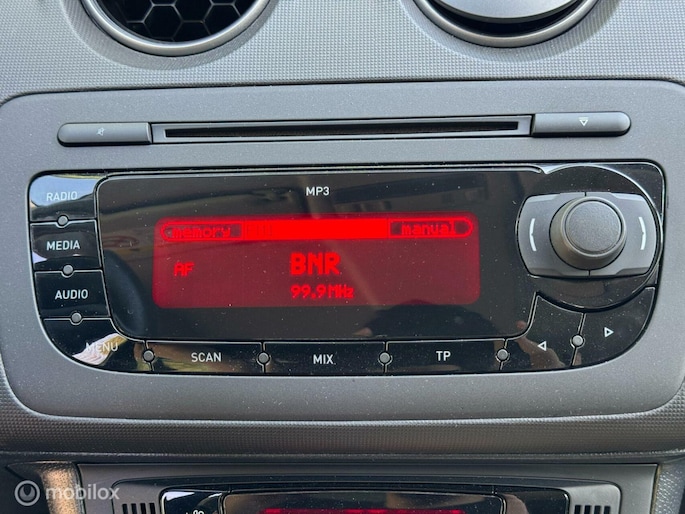 MP3
RADIO
MEDIA
AUDIO
MENU
memory manual
AF BNR
99.9MHz
SCAN MIX TP
mobilox